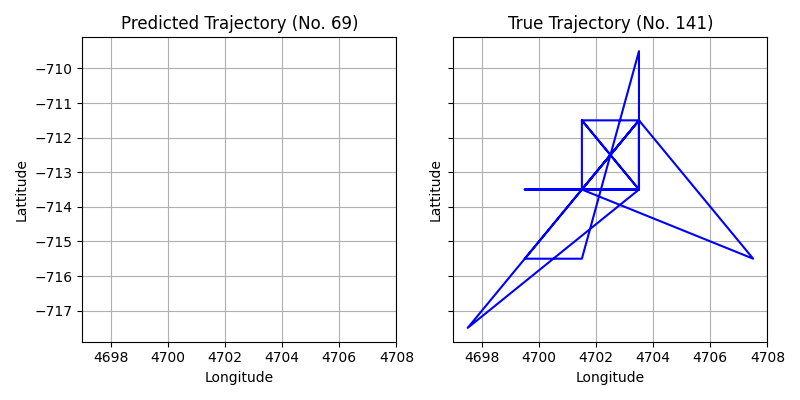 Predicted Trajectory (No. 69)
Lattitude
−710
−711
−712
−713
−714
−715
−716
−717
4698 4700 4702 4704 4706 4708
Longitude
True Trajectory (No. 141)
Lattitude
4698 4700 4702 4704 4706 4708
Longitude